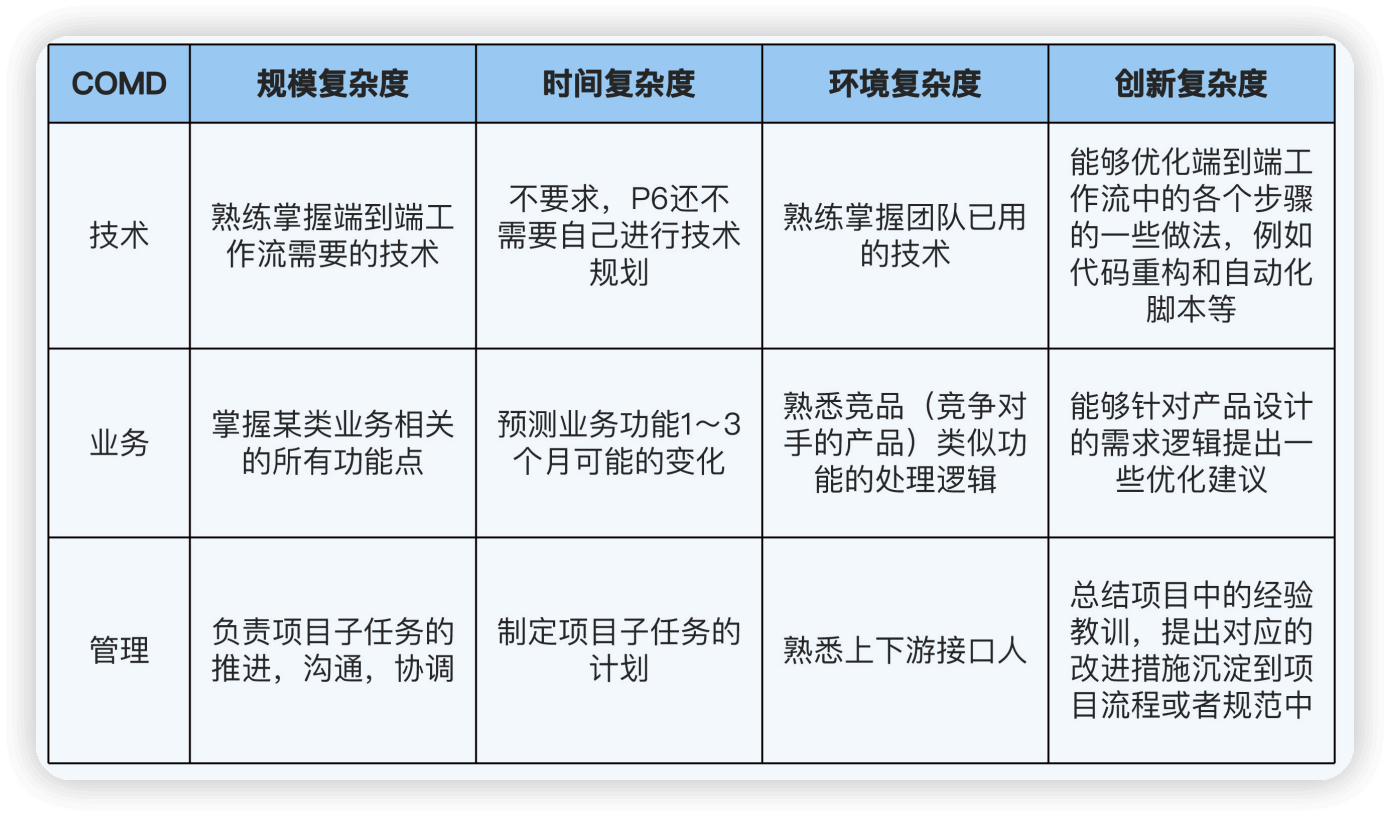 COMD
规模复杂度
时间复杂度
环境复杂度
创新复杂度
技术
熟练掌握端到端工
作流需要的技术
不要求，P6还不
需要自己进行技术
规划
熟练掌握团队已用
的技术
能够优化端到端工
作流中的各个步骤
的一些做法，例如
代码重构和自动化
脚本等
业务
掌握某类业务相关
的所有功能点
预测业务功能1～3
个月可能的变化
熟悉竞品（竞争对
手的产品）类似功
能的处理逻辑
能够针对产品设计
的需求逻辑提出一
些优化建议
管理
负责项目子任务的
推进，沟通，协调
制定项目子任务的
计划
熟悉上下游接口人
总结项目中的经验
教训，提出对应的
改进措施沉淀到项
目流程或者规范中